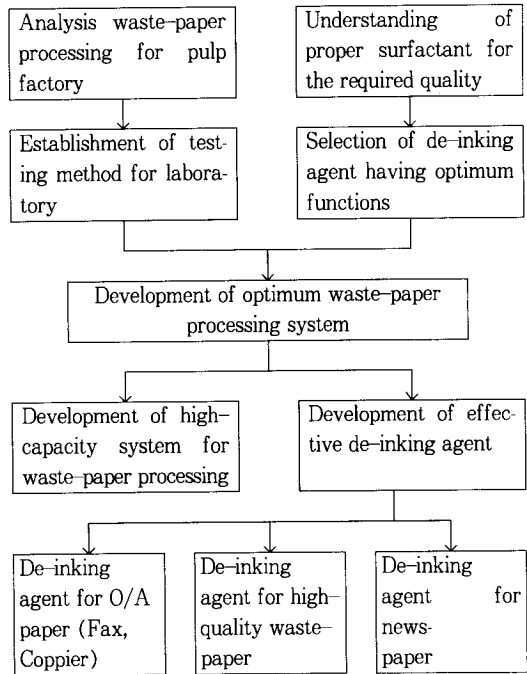 Analysis waste-paper
processing for pulp
factory
Understanding of
proper surfactant for
the required quality
Establishment of test-
ing method for labora-
tory
Selection of de-inking
agent having optimum
functions
Development of optimum waste-paper
processing system
Development of high-
capacity system for
waste-paper processing
Development of effec-
tive de-inking agent
De-inking
agent for O/A
paper (Fax,
Coppier)
De-inking
agent for high-
quality waste-
paper
De-inking
agent for
news-
paper